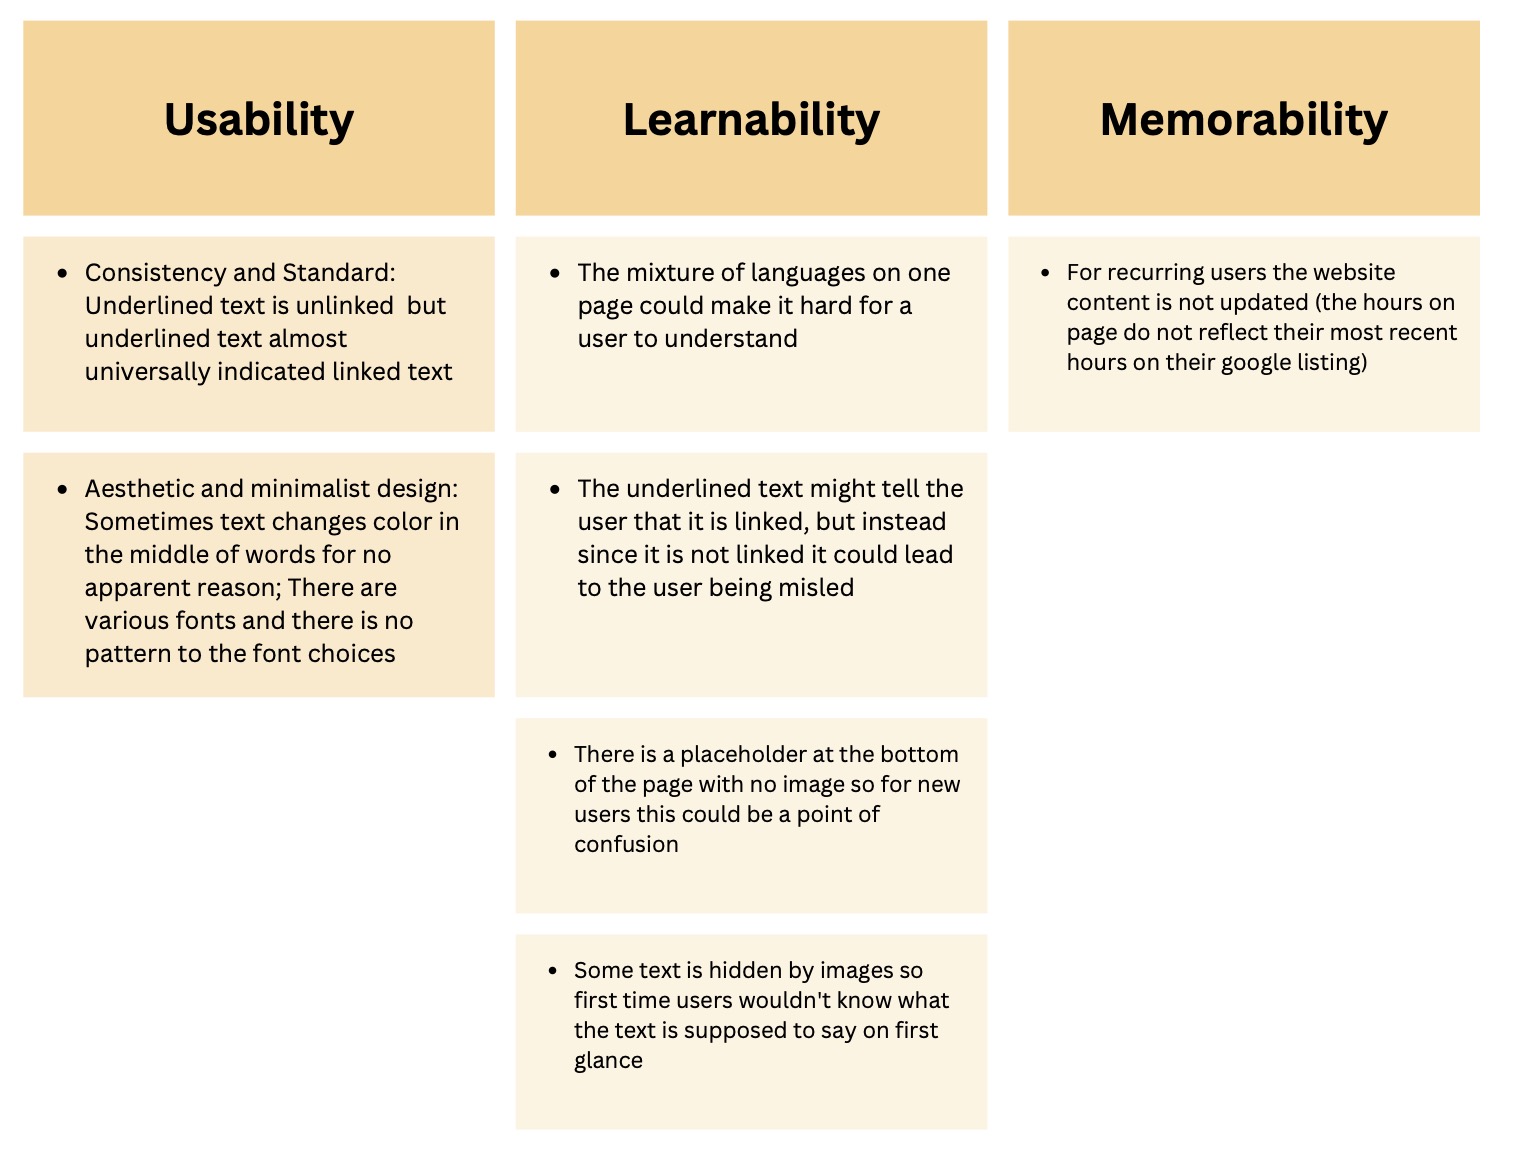 Usability
Learnability
Memorability
• Consistency and Standard:
Underlined text is unlinked  but
underlined text almost
universally indicated linked text
• The mixture of languages on one
page could make it hard for a
user to understand
• For recurring users the website
content is not updated (the hours on
page do not reflect their most recent
hours on their google listing)
• Aesthetic and minimalist design:
Sometimes text changes color in
the middle of words for no
apparent reason; There are
various fonts and there is no
pattern to the font choices
• The underlined text might tell the
user that it is linked, but instead
since it is not linked it could lead
to the user being misled
• There is a placeholder at the bottom
of the page with no image so for new
users this could be a point of
confusion
• Some text is hidden by images so
first time users wouldn't know what
the text is supposed to say on first
glance